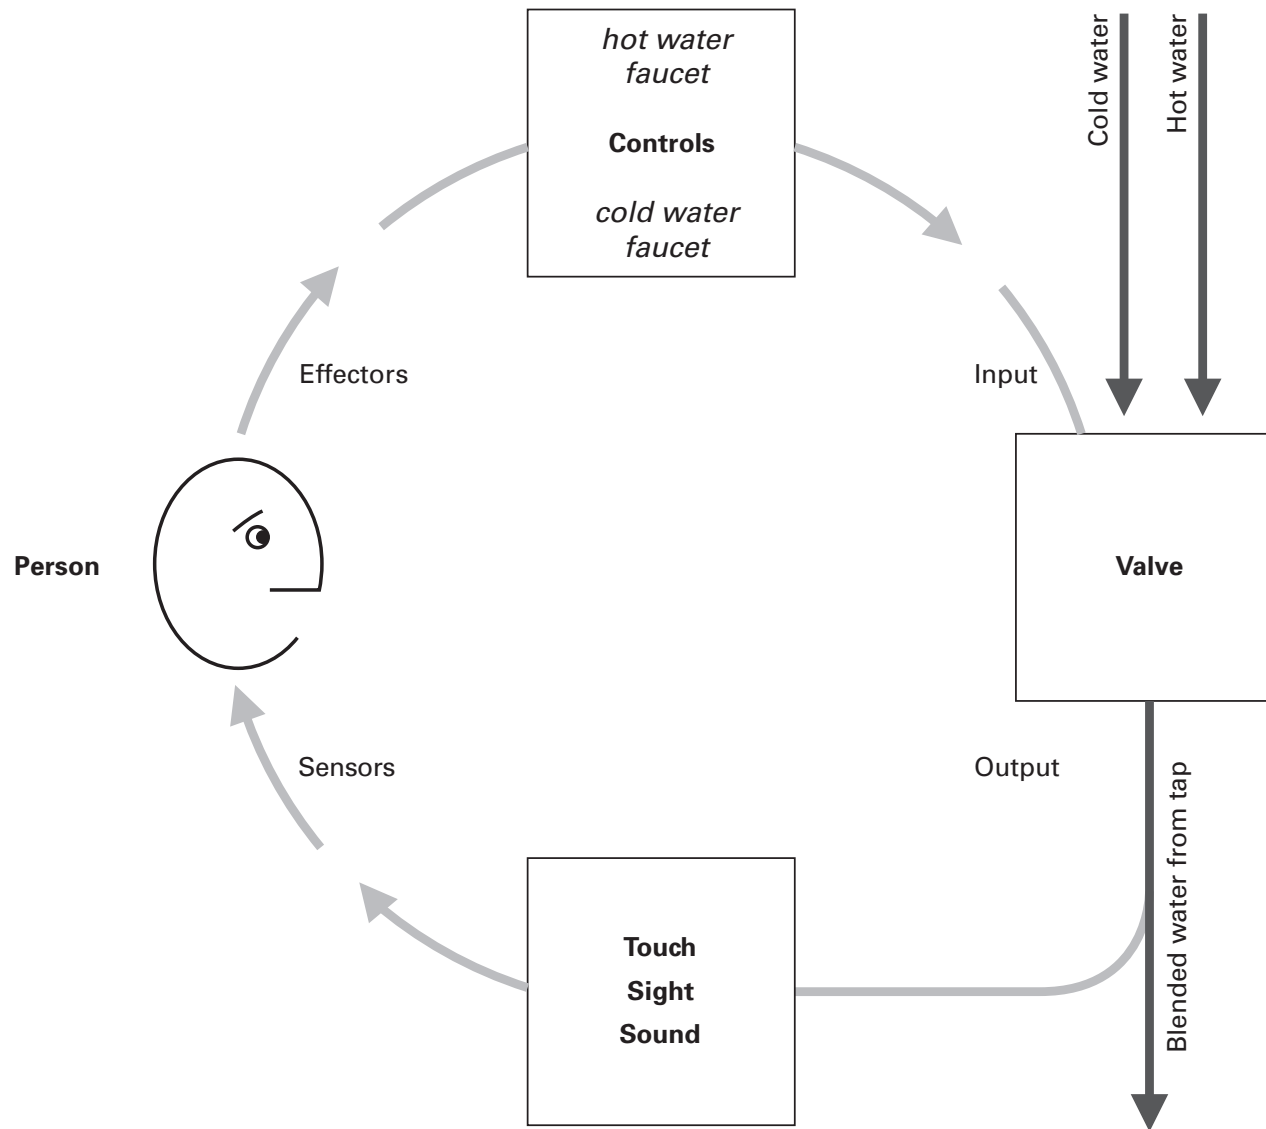 hot water
faucet
Controls
cold water
faucet
Cold water
Hot water
Effectors
Input
Person
Valve
Sensors
Output
Blended water from tap
Touch
Sight
Sound